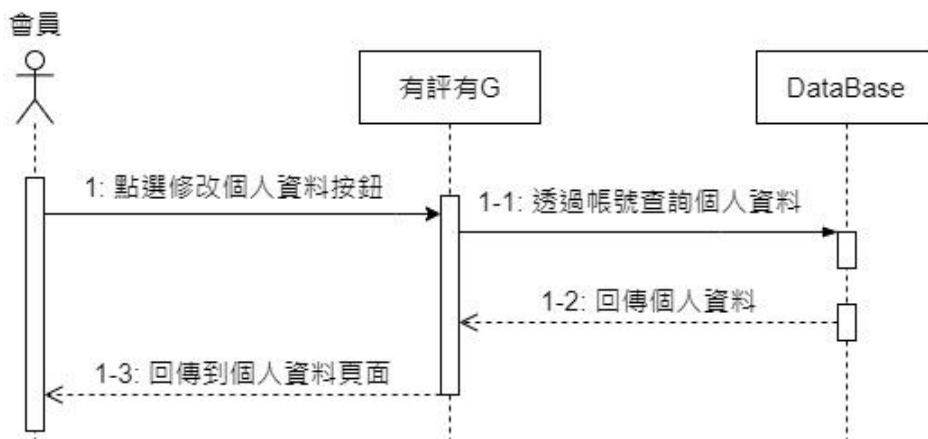 會員
有評有G
DataBase
1: 點選修改個人資料按鈕
1-1: 透過帳號查詢個人資料
1-2: 回傳個人資料
1-3: 回傳到個人資料頁面